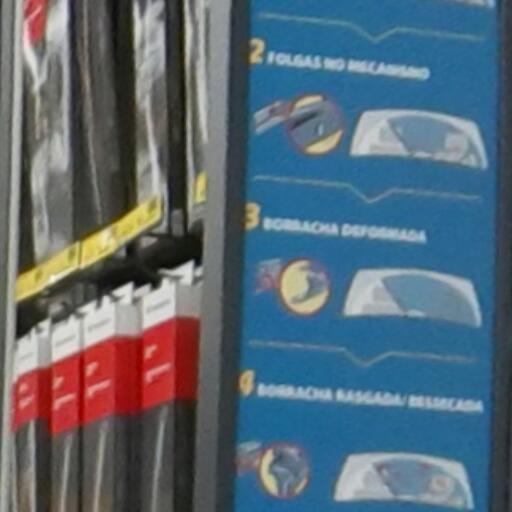 2 FOLGAS NO MECANISMO
3 BORRACHA DEFORMADA
4 BORRACHA RASGADA/ RESSECADA